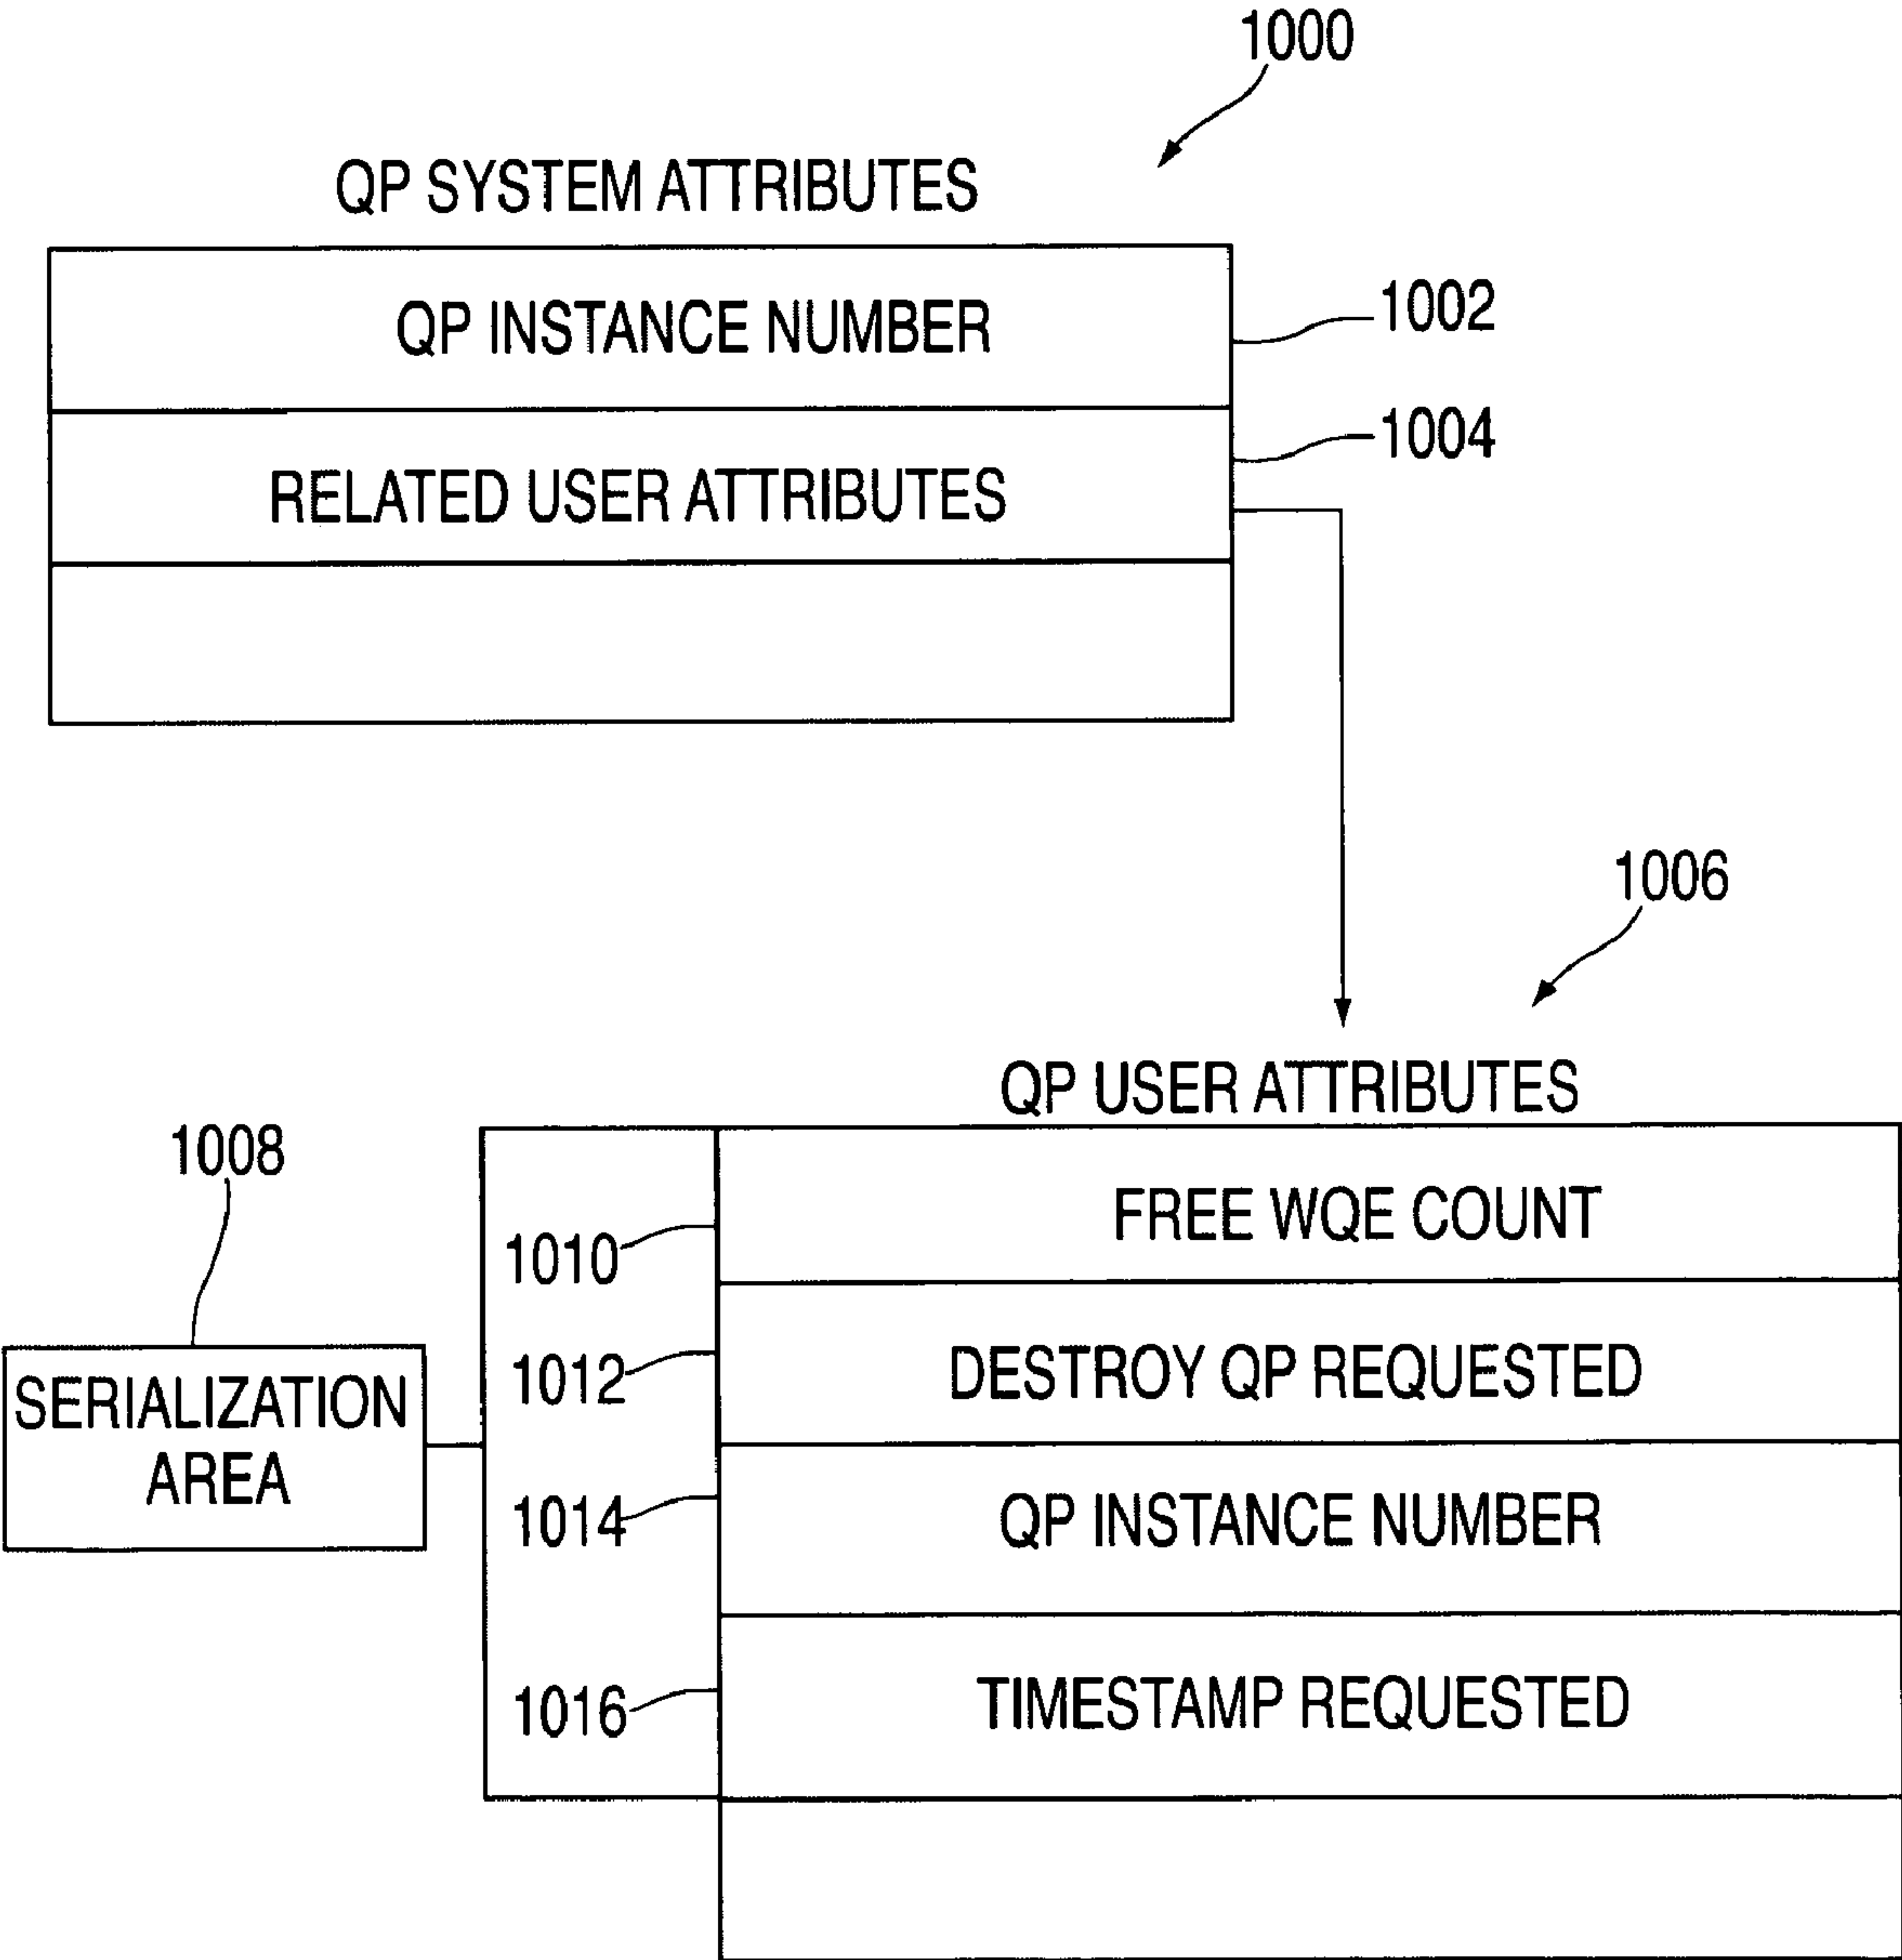 1000
QP SYSTEM ATTRIBUTES
QP INSTANCE NUMBER
1002
RELATED USER ATTRIBUTES
1004
1006
QP USER ATTRIBUTES
1008
SERIALIZATION
AREA
1010
FREE WQE COUNT
1012
DESTROY QP REQUESTED
1014
QP INSTANCE NUMBER
1016
TIMESTAMP REQUESTED